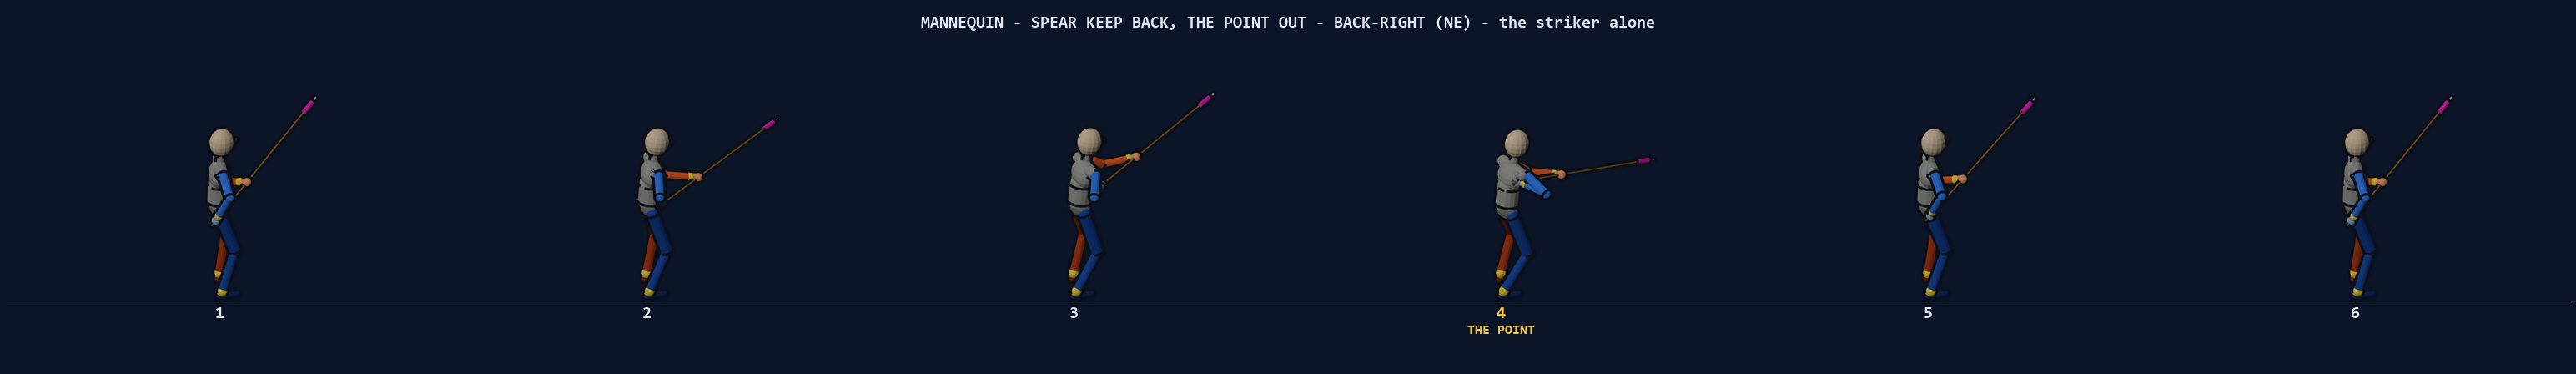 MANNEQUIN - SPEAR KEEP BACK, THE POINT OUT - BACK-RIGHT (NE) - the striker alone
1 2 3 4 5 6
THE POINT